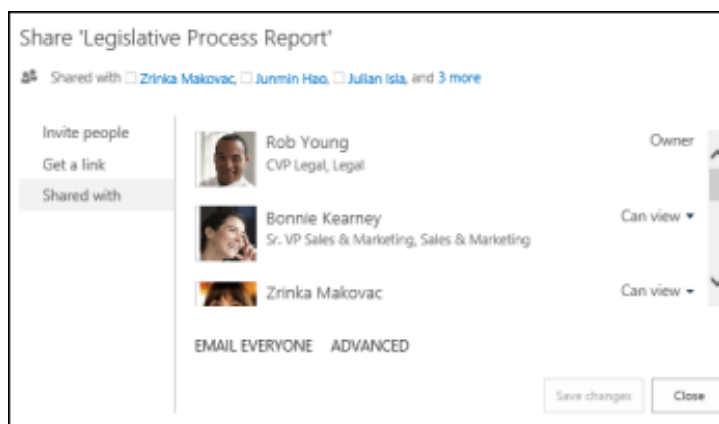 Share 'Legislative Process Report'
Shared with Zrinka Makovac, Junmin Hao, Julian Isla, and 3 more
Invite people
Get a link
Shared with
Rob Young
CVP Legal, Legal
Owner
Bonnie Kearney
Sr. VP Sales & Marketing, Sales & Marketing
Can view
Zrinka Makovac
Can view
EMAIL EVERYONE ADVANCED
Save changes Close